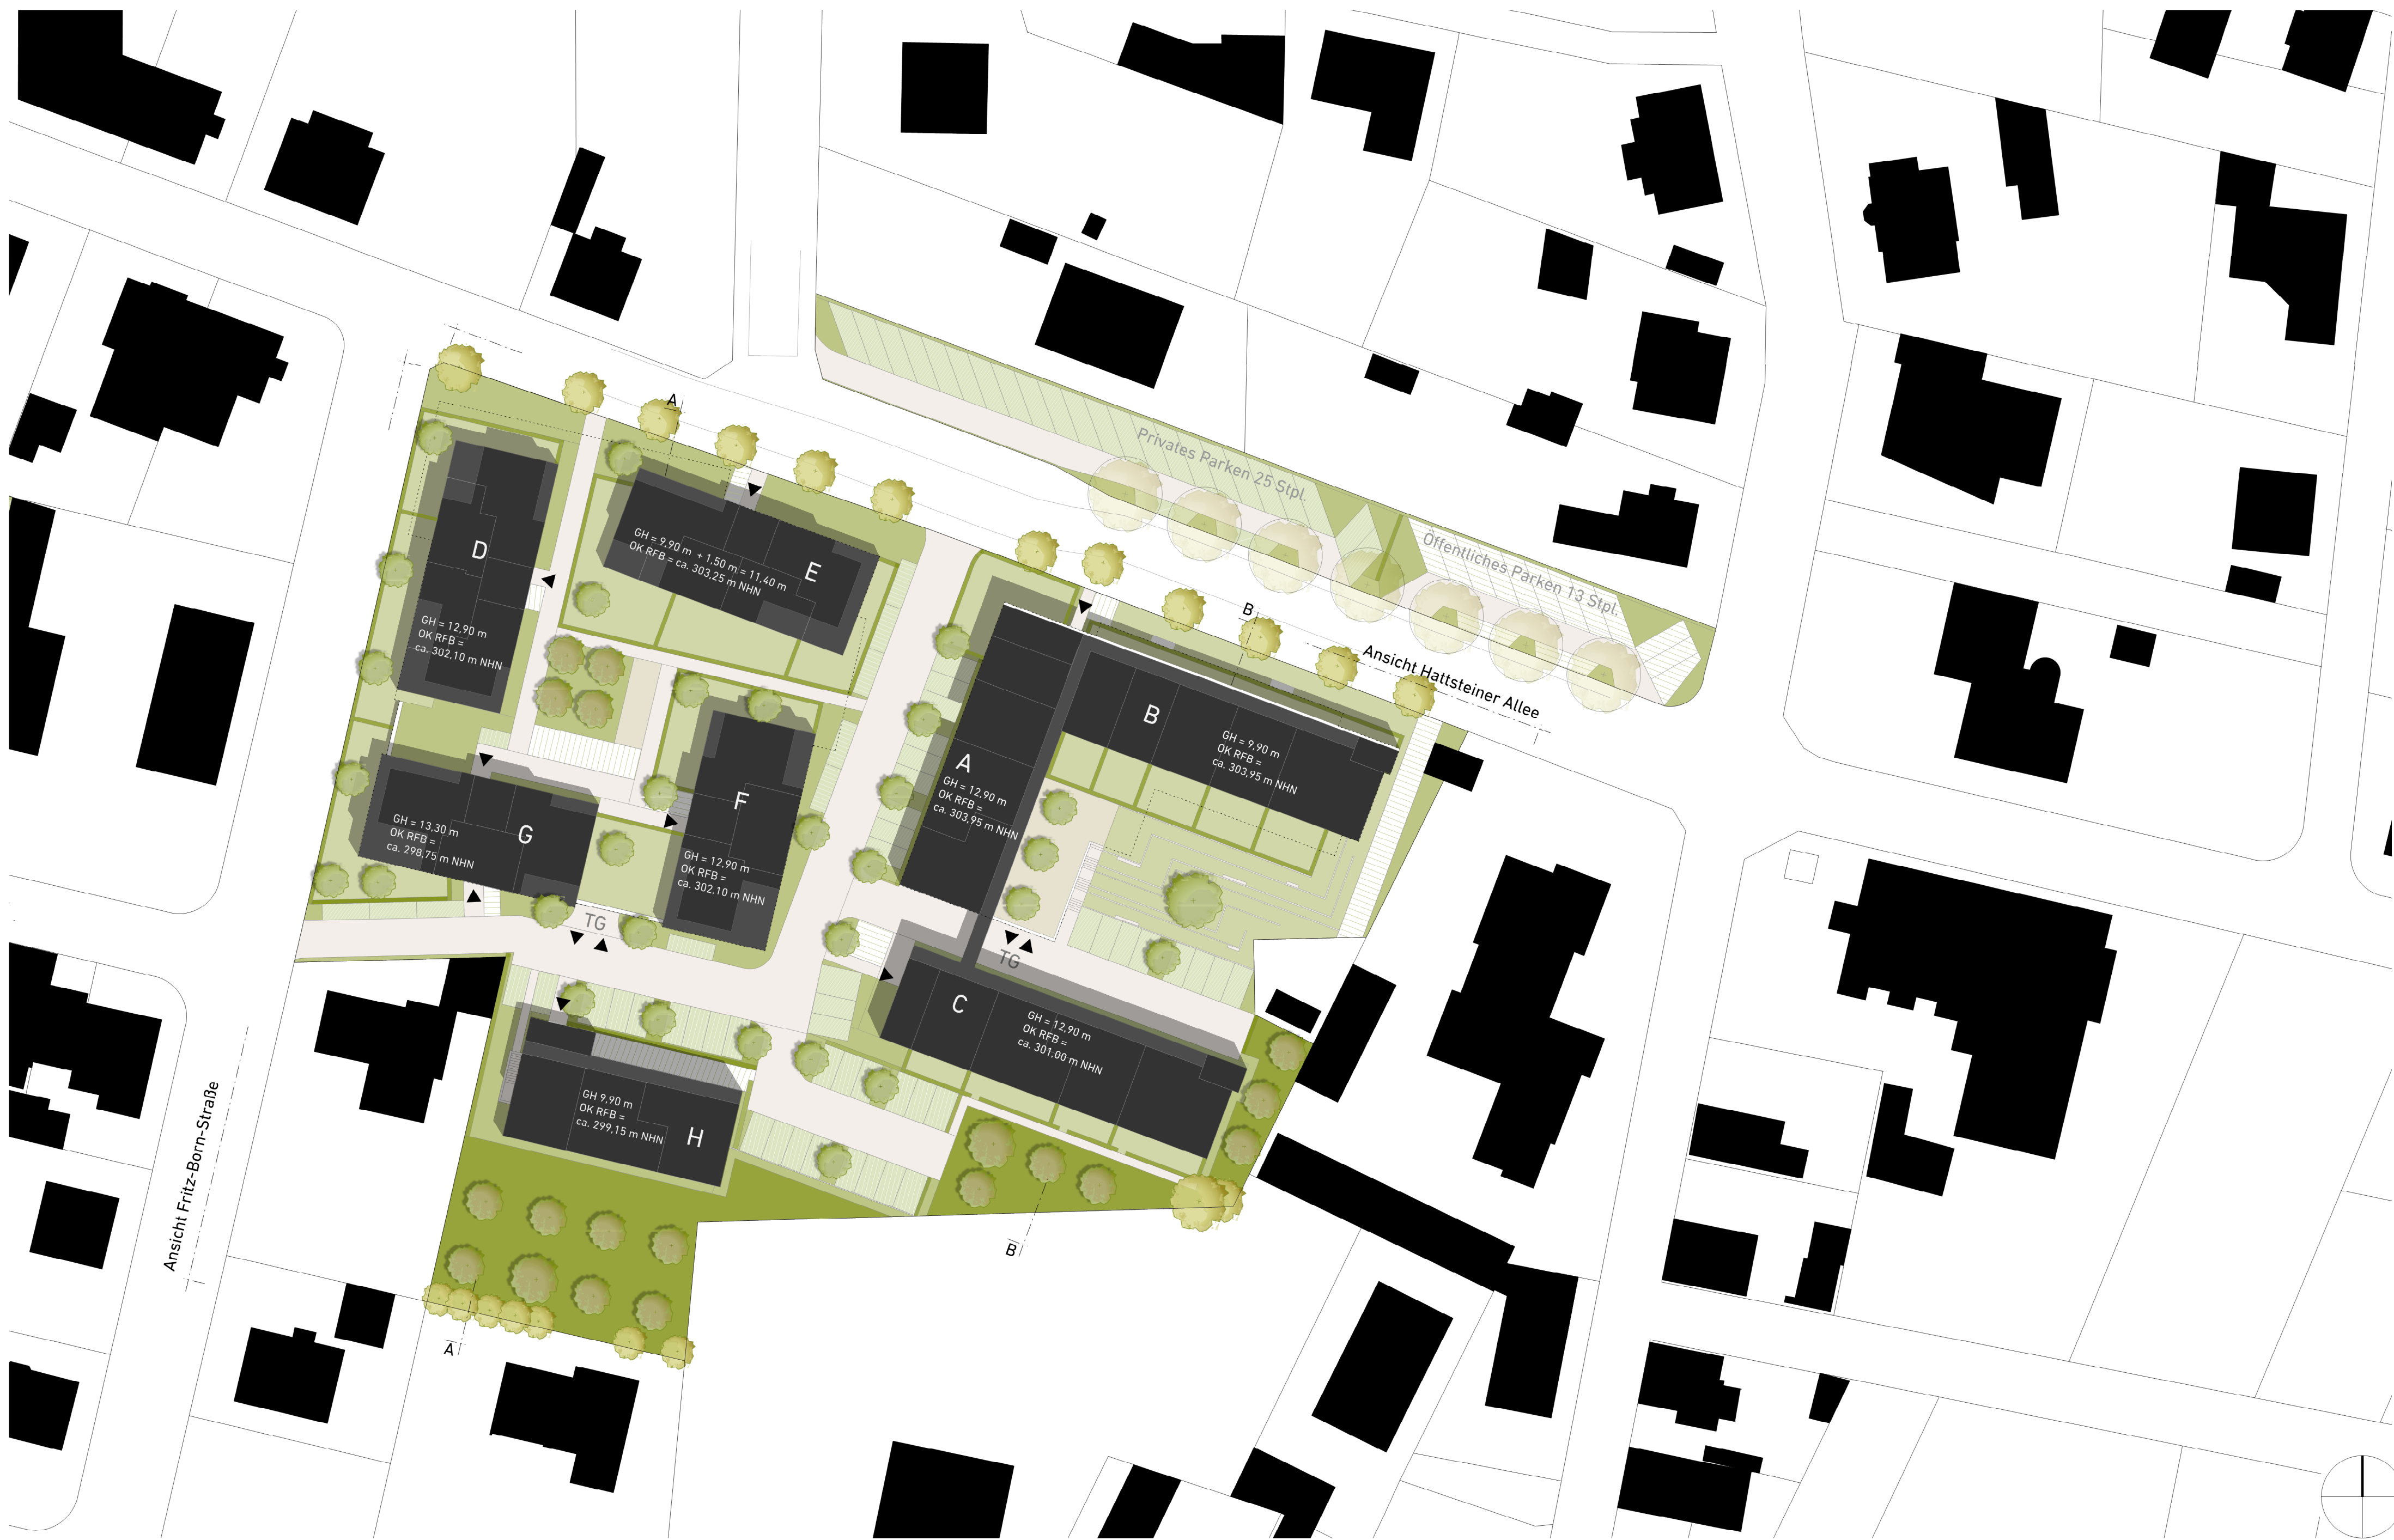 A
Privates Parken 25 Stpl.
Öffentliches Parken 13 Stpl.
D
GH = 12,90 m
OK RFB =
ca. 302,10 m NHN
GH = 9,90 m + 1,50 m = 11,40 m
OK RFB = ca. 303,25 m NHN
E
B
Ansicht Hattsteiner Allee
B
GH = 9,90 m
OK RFB =
ca. 303,95 m NHN
A
GH = 12,90 m
OK RFB =
ca. 303,95 m NHN
F
GH = 12,90 m
OK RFB =
ca. 302,10 m NHN
G
GH = 13,30 m
OK RFB =
ca. 298,75 m NHN
TG
TG
C
GH = 12,90 m
OK RFB =
ca. 301,00 m NHN
GH 9,90 m
OK RFB =
ca. 299,15 m NHN
H
Ansicht Fritz-Born-Straße
B
A